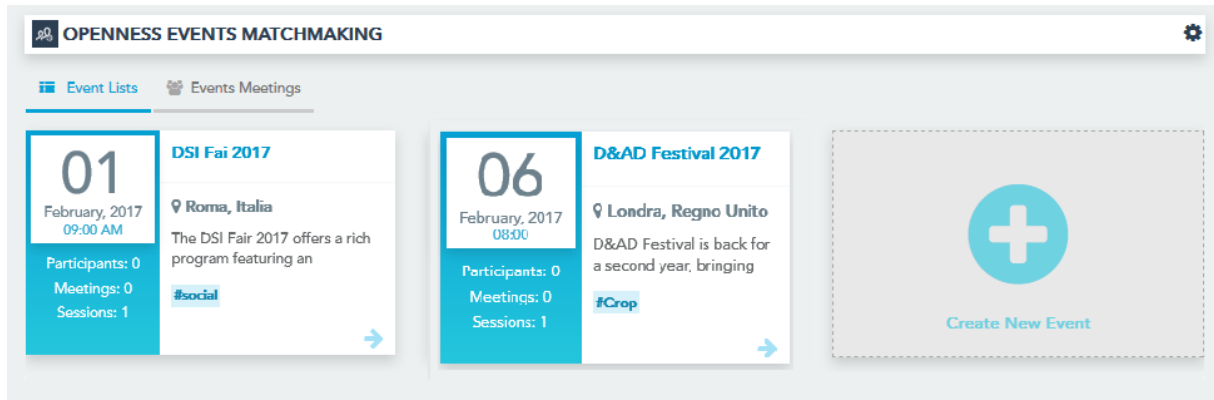 OPENNESS EVENTS MATCHMAKING
Event Lists
Events Meetings
01
February, 2017
09:00 AM
Participants: 0
Meetings: 0
Sessions: 1
DSI Fai 2017
Roma, Italia
The DSI Fair 2017 offers a rich
program featuring an
#social
06
February, 2017
08:00
Participants: 0
Meetings: 0
Sessions: 1
D&AD Festival 2017
Londra, Regno Unito
D&AD Festival is back for
a second year, bringing
#Crop
Create New Event